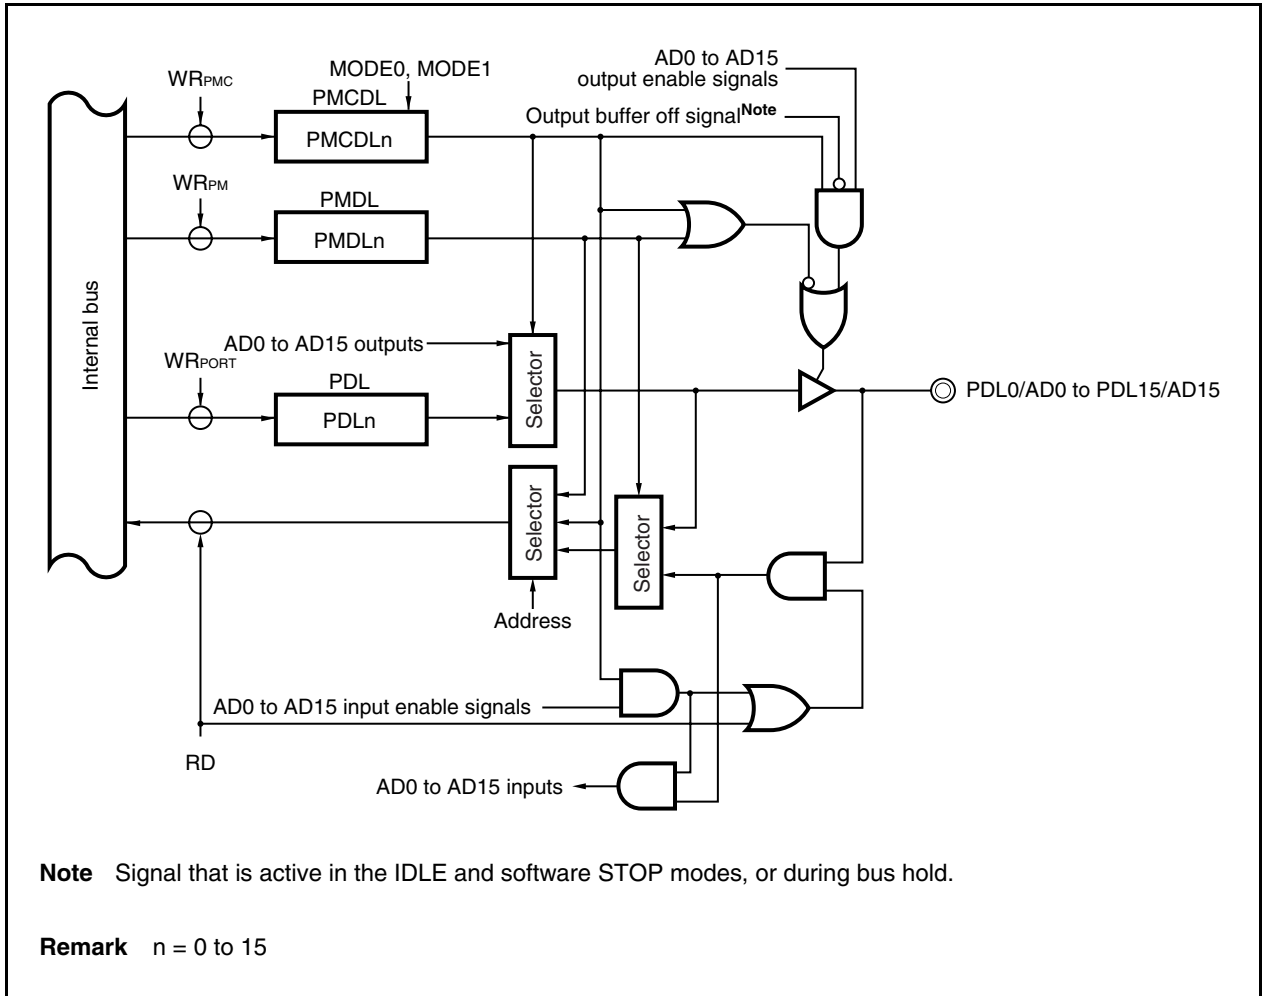 AD0 to AD15
output enable signals
MODE0, MODE1
WRPMC
PMCDL
Output buffer off signalNote
PMCDLn
WRPM
PMDL
PMDLn
Internal bus
AD0 to AD15 outputs
Selector
WRPORT
PDL
PDLn
PDL0/AD0 to PDL15/AD15
Selector
Selector
Address
AD0 to AD15 input enable signals
RD
AD0 to AD15 inputs
Note Signal that is active in the IDLE and software STOP modes, or during bus hold.
Remark n = 0 to 15